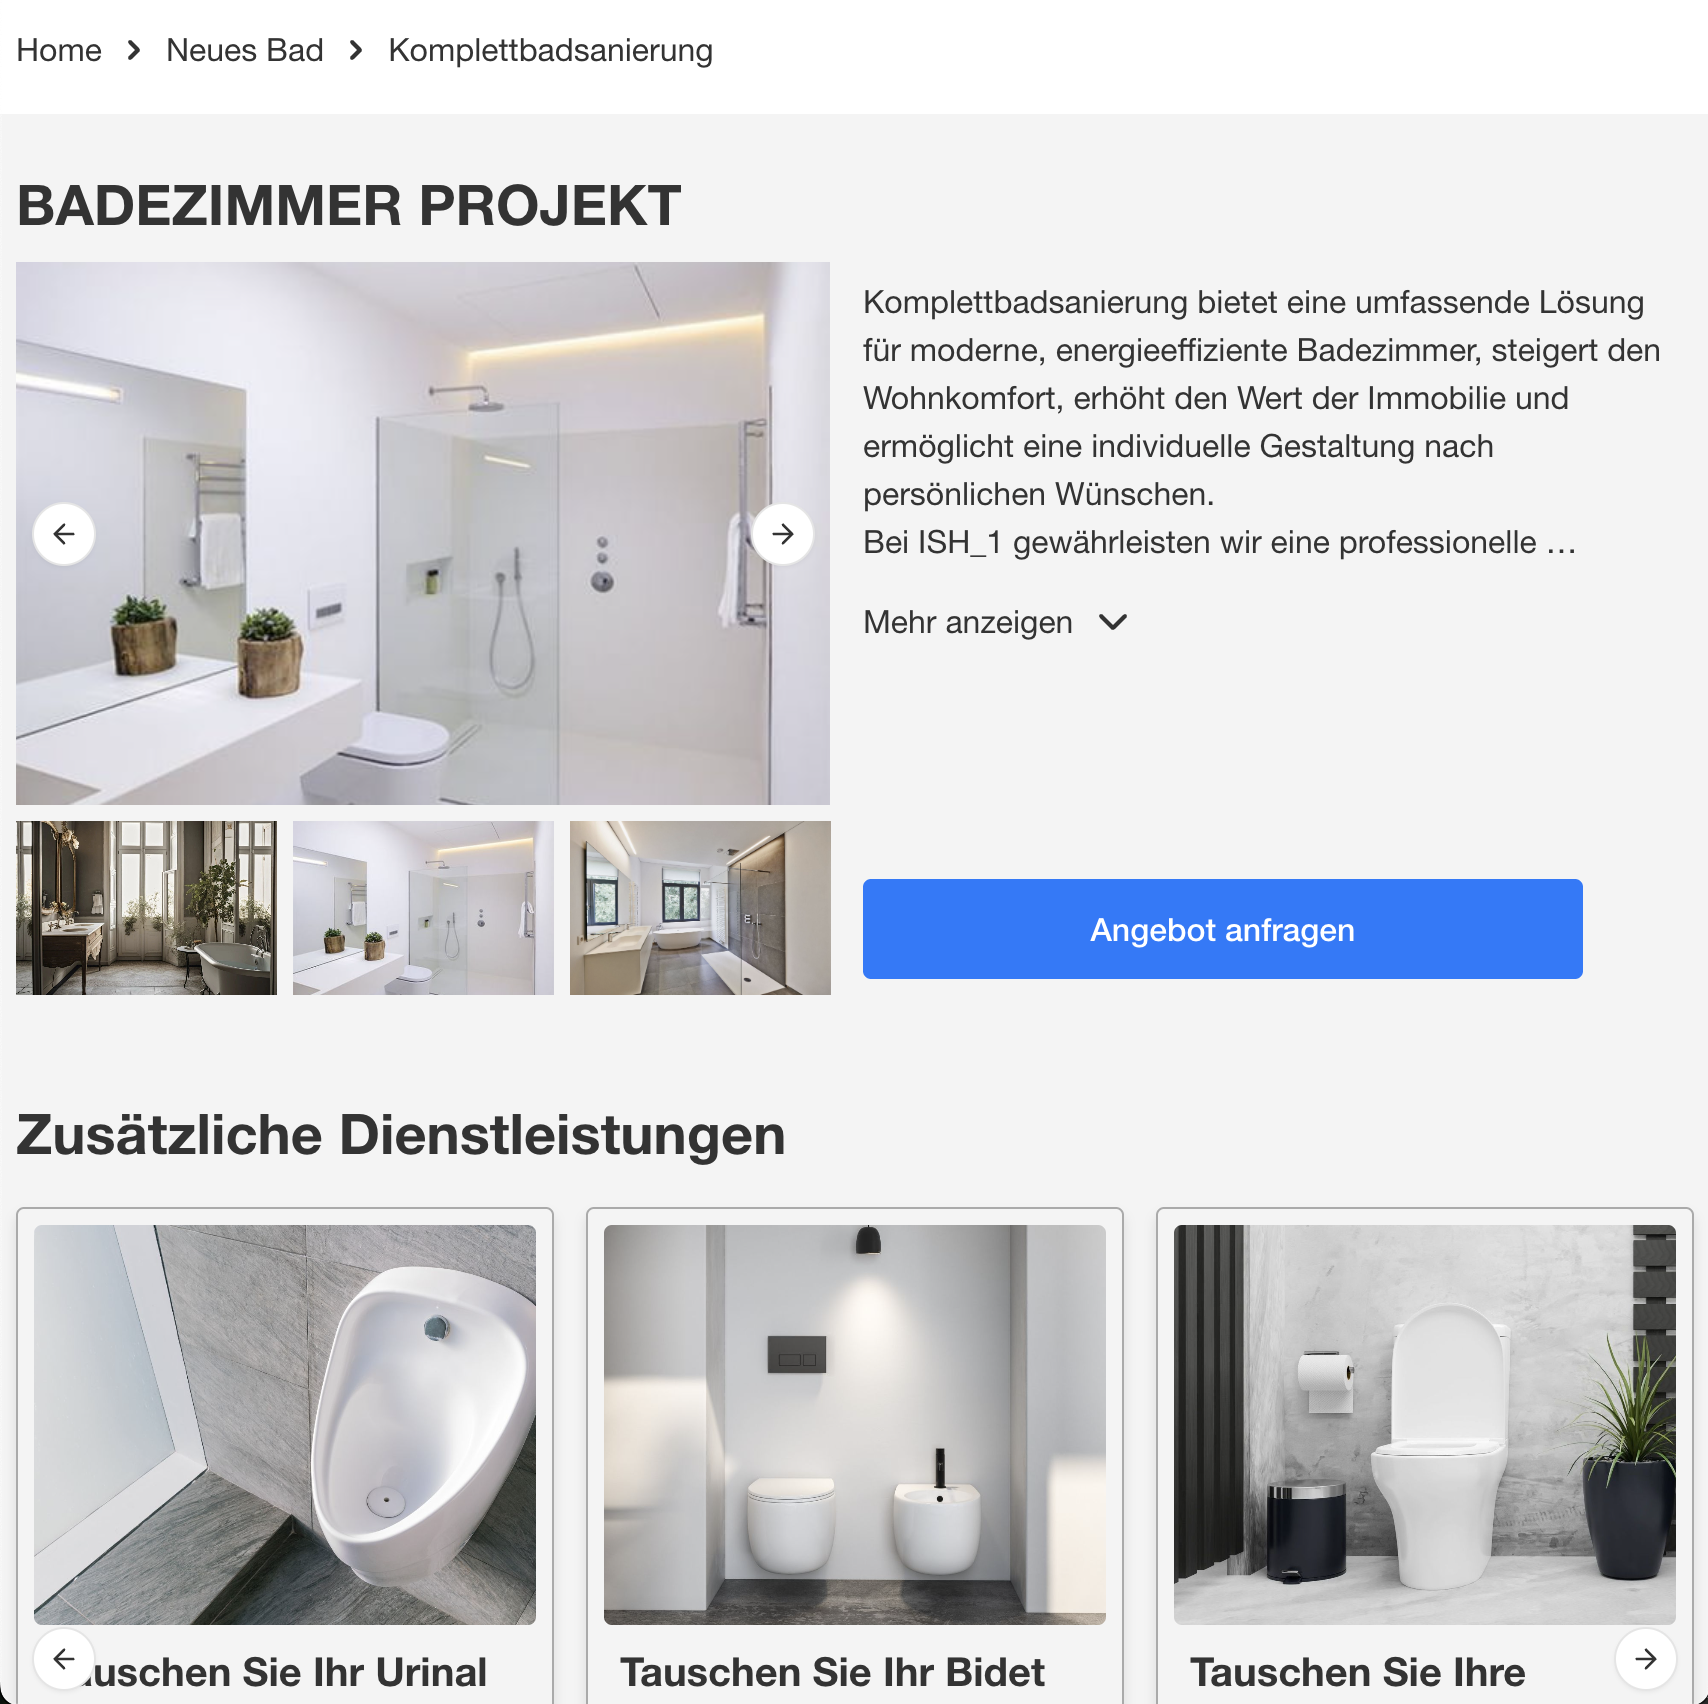 Home Neues Bad Komplettbadsanierung
BADEZIMMER PROJEKT
Komplettbadsanierung bietet eine umfassende Lösung
für moderne, energieeffiziente Badezimmer, steigert den
Wohnkomfort, erhöht den Wert der Immobilie und
ermöglicht eine individuelle Gestaltung nach
persönlichen Wünschen.
Bei ISH_1 gewährleisten wir eine professionelle …
Mehr anzeigen
Angebot anfragen
Zusätzliche Dienstleistungen
Sie Ihr Urinal
Tauschen Sie Ihr Bidet
Tauschen Sie Ihre